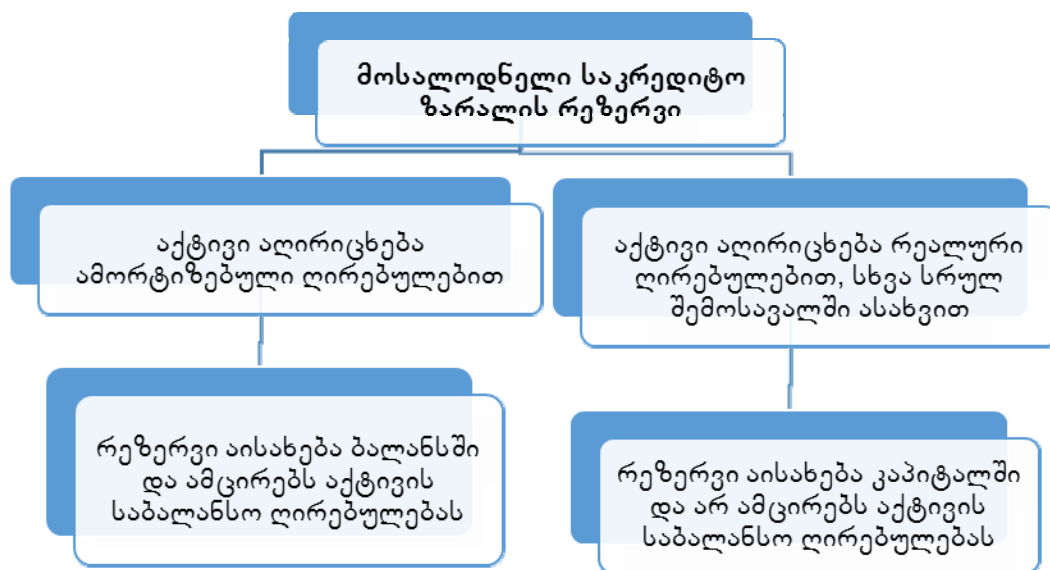 მოსალოდნელი საკრედიტო
ზარალის რეზერვი
აქტივი აღირიცხება
ამორტიზებული ღირებულებით
აქტივი აღირიცხება რეალური
ღირებულებით, სხვა სრულ
შემოსავალში ასახვით
რეზერვი აისახება ბალანსში
და ამცირებს აქტივის
საბალანსო ღირებულებას
რეზერვი აისახება კაპიტალში
და არ ამცირებს აქტივის
საბალანსო ღირებულებას